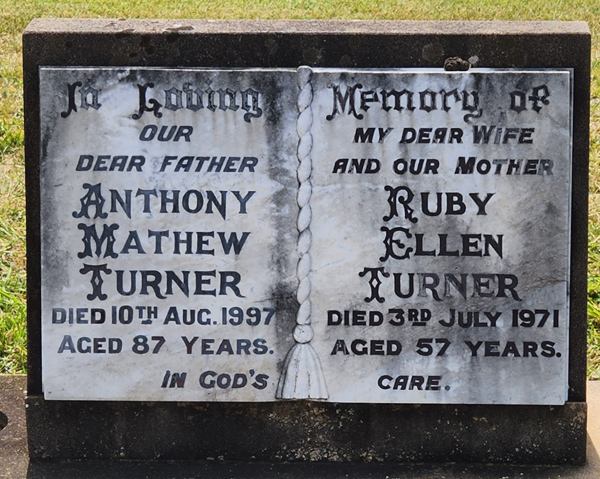 In Loving
OUR
DEAR FATHER
ANTHONY
MATHEW
TURNER
DIED 10TH AUG. 1997
AGED 87 YEARS.
IN GOD'S
Memory of
MY DEAR WIFE
AND OUR MOTHER
RUBY
ELLEN
TURNER
DIED 3RD JULY 1971
AGED 57 YEARS.
CARE.